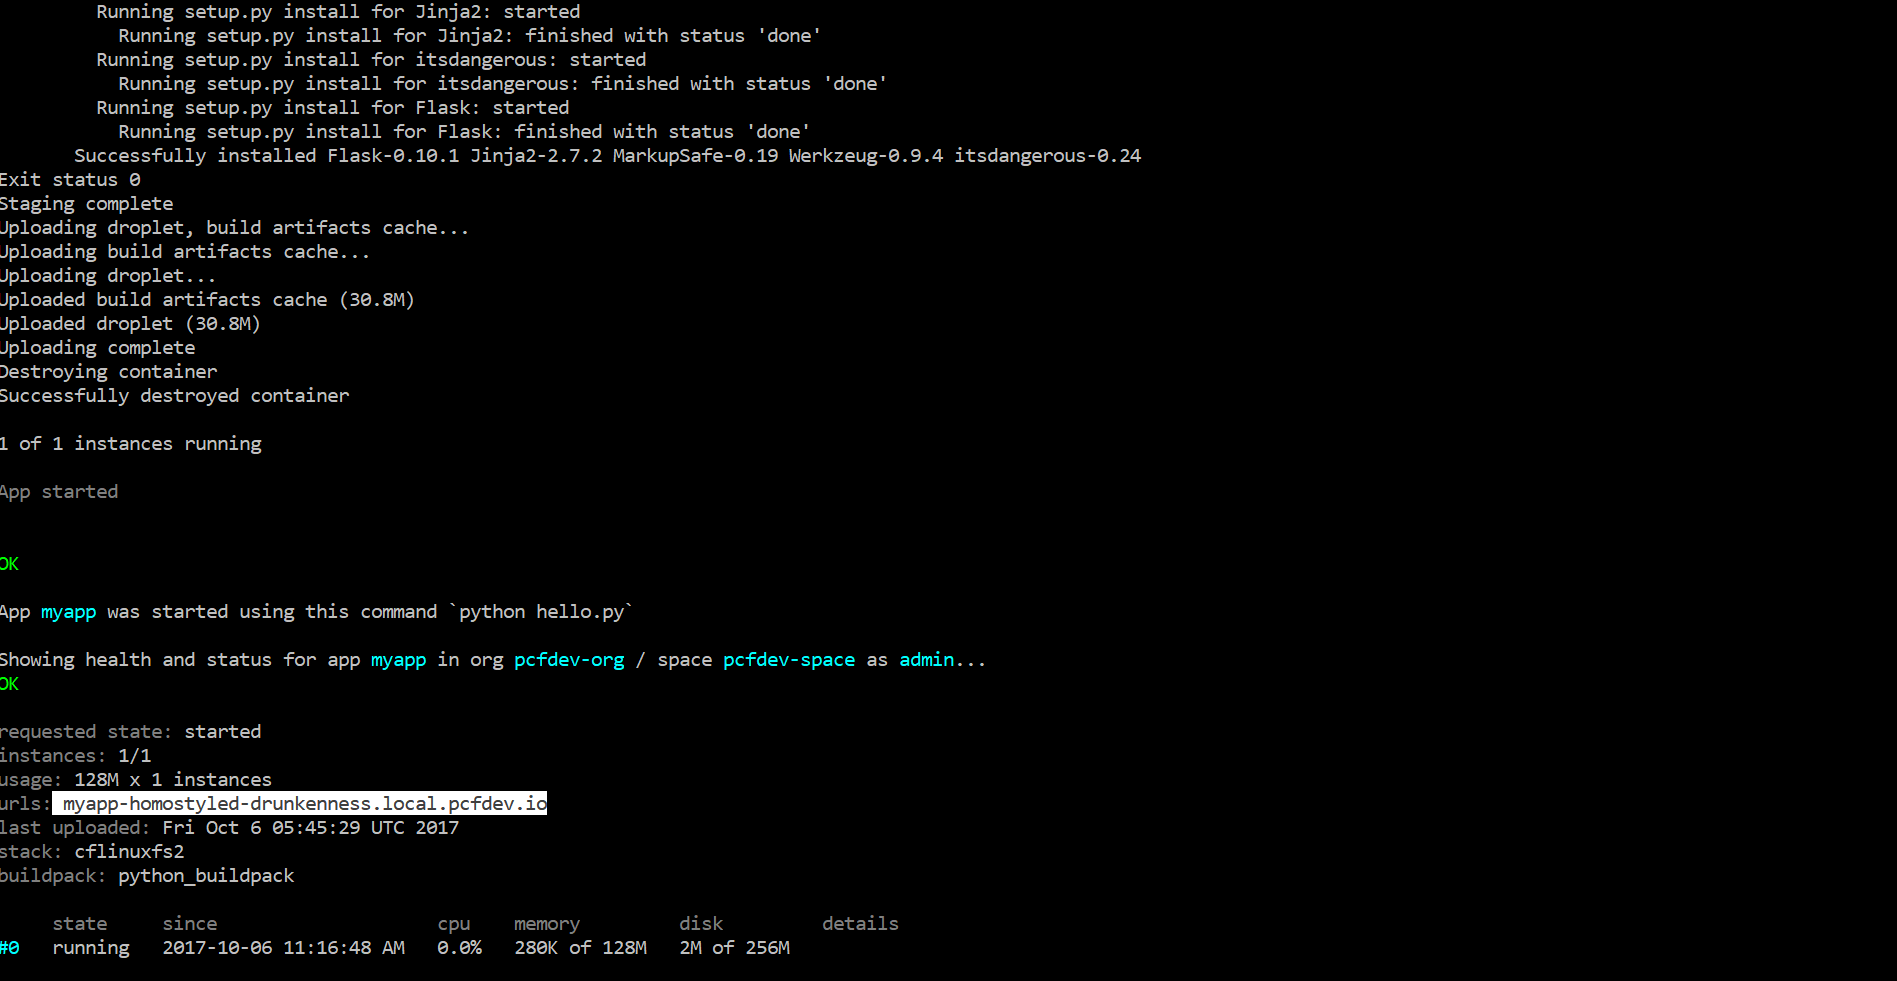 Running setup.py install for Jinja2: started
Running setup.py install for Jinja2: finished with status 'done'
Running setup.py install for itsdangerous: started
Running setup.py install for itsdangerous: finished with status 'done'
Running setup.py install for Flask: started
Running setup.py install for Flask: finished with status 'done'
Successfully installed Flask-0.10.1 Jinja2-2.7.2 MarkupSafe-0.19 Werkzeug-0.9.4 itsdangerous-0.24
Exit status 0
Staging complete
Uploading droplet, build artifacts cache...
Uploading build artifacts cache...
Uploading droplet...
Uploaded build artifacts cache (30.8M)
Uploaded droplet (30.8M)
Uploading complete
Destroying container
Successfully destroyed container
1 of 1 instances running
App started
OK
App myapp was started using this command `python hello.py`
Showing health and status for app myapp in org pcfdev-org / space pcfdev-space as admin...
OK
requested state: started
instances: 1/1
usage: 128M x 1 instances
urls: myapp-homostyled-drunkenness.local.pcfdev.io
last uploaded: Fri Oct 6 05:45:29 UTC 2017
stack: cflinuxfs2
buildpack: python_buildpack
state since cpu memory disk details
#0 running 2017-10-06 11:16:48 AM 0.0% 280K of 128M 2M of 256M